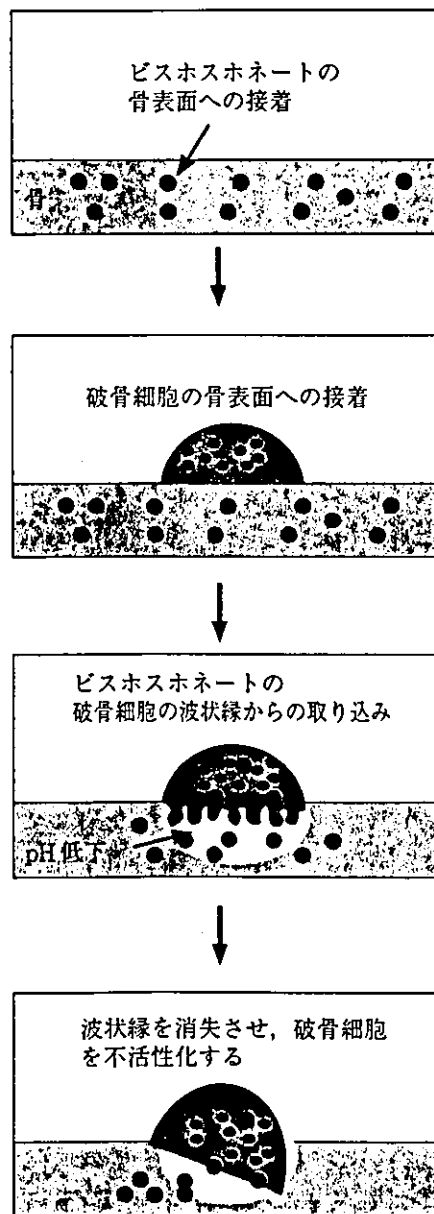 ビスホスホネートの
骨表面への接着
骨
破骨細胞の骨表面への接着
ビスホスホネートの
破骨細胞の波状縁からの取り込み
pH低下
波状縁を消失させ，破骨細胞
を不活性化する